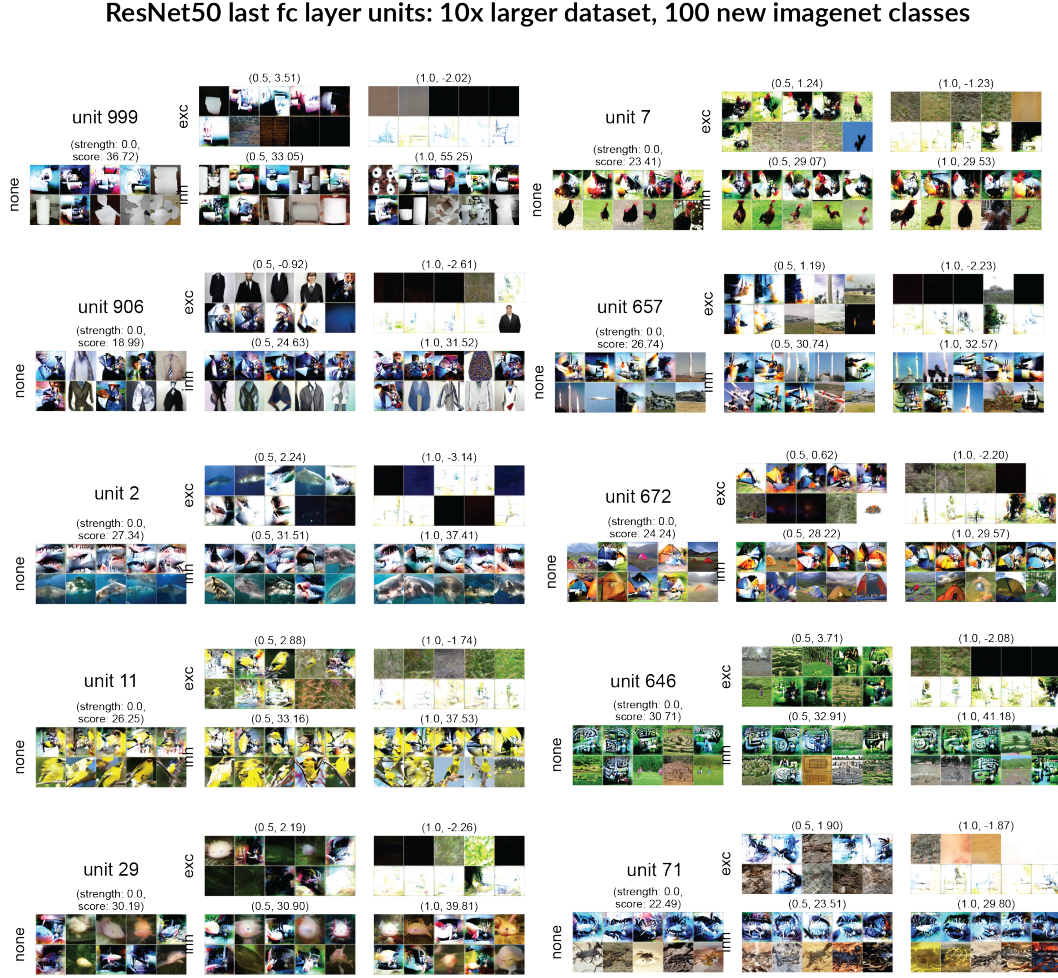 ResNet50 last fc layer units: 10x larger dataset, 100 new imagenet classes
unit 999
(strength: 0.0,
score: 36.72)
none
exc
(0.5, 3.51)
(1.0, -2.02)
inh
(0.5, 33.05)
(1.0, 55.25)
unit 7
(strength: 0.0,
score: 23.41)
none
exc
(0.5, 1.24)
(1.0, -1.23)
inh
(0.5, 29.07)
(1.0, 29.53)
unit 906
(strength: 0.0,
score: 18.99)
none
exc
(0.5, -0.92)
(1.0, -2.61)
inh
(0.5, 24.63)
(1.0, 31.52)
unit 657
(strength: 0.0,
score: 26.74)
none
exc
(0.5, 1.19)
(1.0, -2.23)
inh
(0.5, 30.74)
(1.0, 32.57)
unit 2
(strength: 0.0,
score: 27.34)
none
exc
(0.5, 2.24)
(1.0, -3.14)
inh
(0.5, 31.51)
(1.0, 37.41)
unit 672
(strength: 0.0,
score: 24.24)
none
exc
(0.5, 0.62)
(1.0, -2.20)
inh
(0.5, 28.22)
(1.0, 29.57)
unit 11
(strength: 0.0,
score: 26.25)
none
exc
(0.5, 2.88)
(1.0, -1.74)
inh
(0.5, 33.16)
(1.0, 37.53)
unit 646
(strength: 0.0,
score: 30.71)
none
exc
(0.5, 3.71)
(1.0, -2.08)
inh
(0.5, 32.91)
(1.0, 41.18)
unit 29
(strength: 0.0,
score: 30.19)
none
exc
(0.5, 2.19)
(1.0, -2.26)
inh
(0.5, 30.90)
(1.0, 39.81)
unit 71
(strength: 0.0,
score: 22.49)
none
exc
(0.5, 1.90)
(1.0, -1.87)
inh
(0.5, 23.51)
(1.0, 29.80)